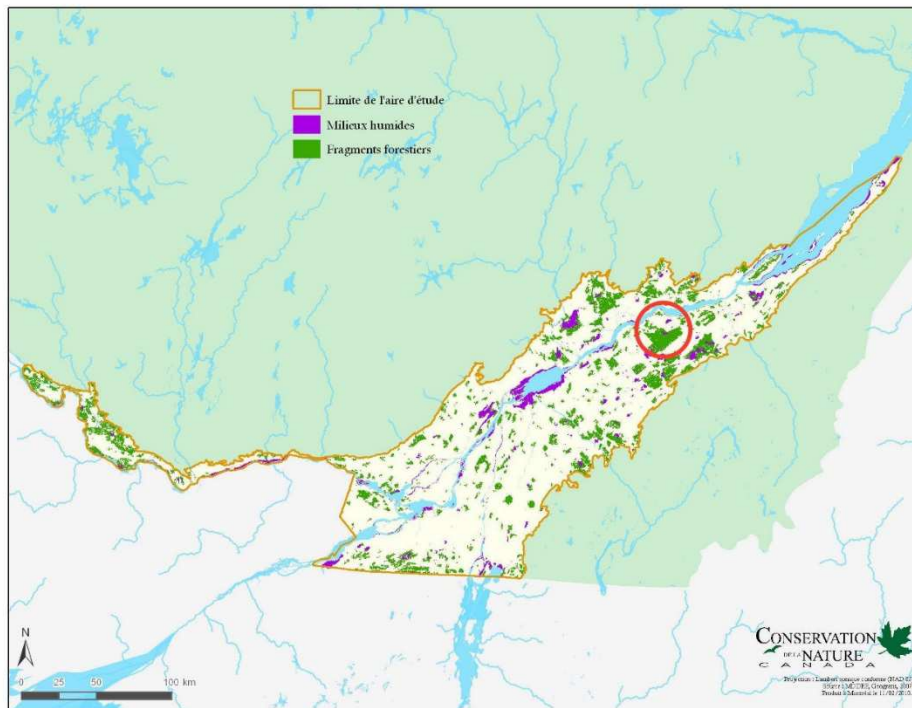 Limite de l'aire d'étude
Milieux humides
Fragments forestiers
N
0 25 50 100 km
CONSERVATION
DE LA NATURE
CANADA